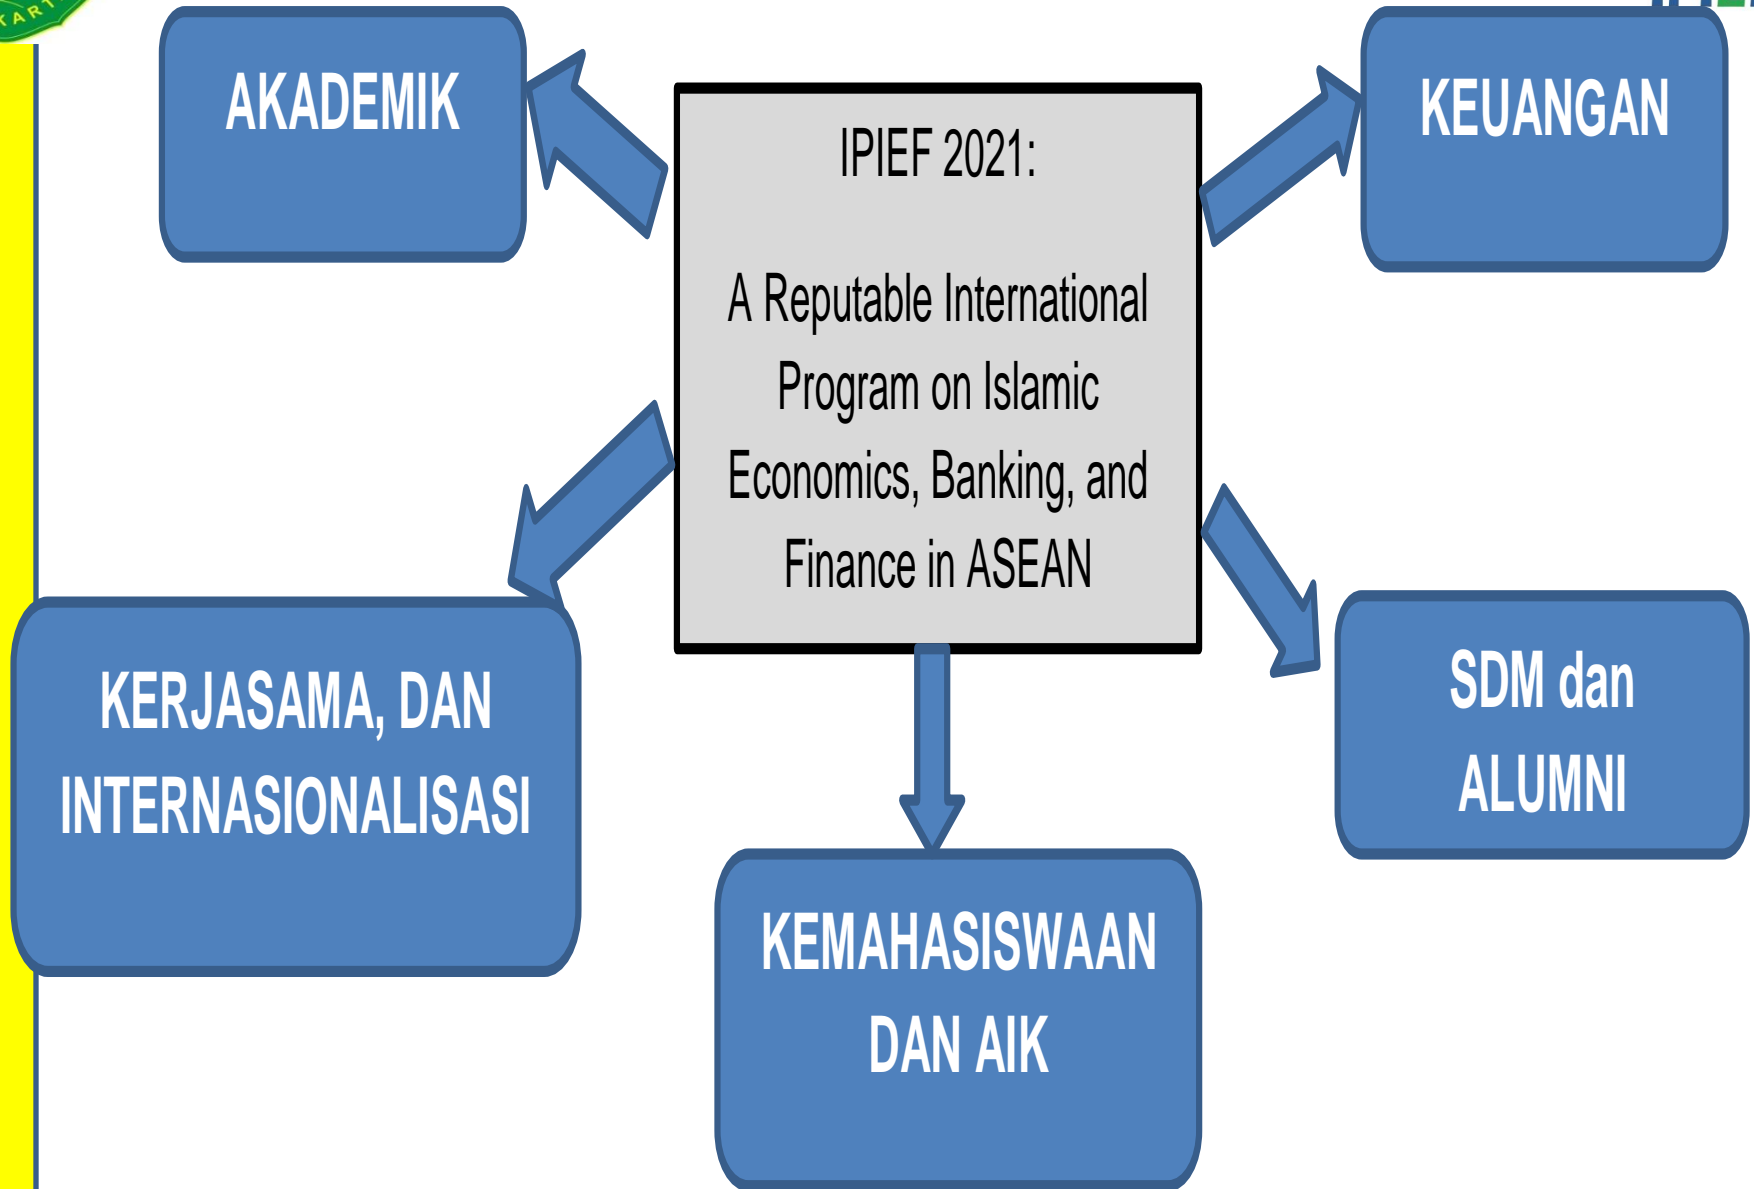 AKADEMIK
IPIEF 2021:
A Reputable International
Program on Islamic
Economics, Banking, and
Finance in ASEAN
KEUANGAN
KERJASAMA, DAN
INTERNASIONALISASI
SDM dan
ALUMNI
KEMAHASISWAAN
DAN AIK